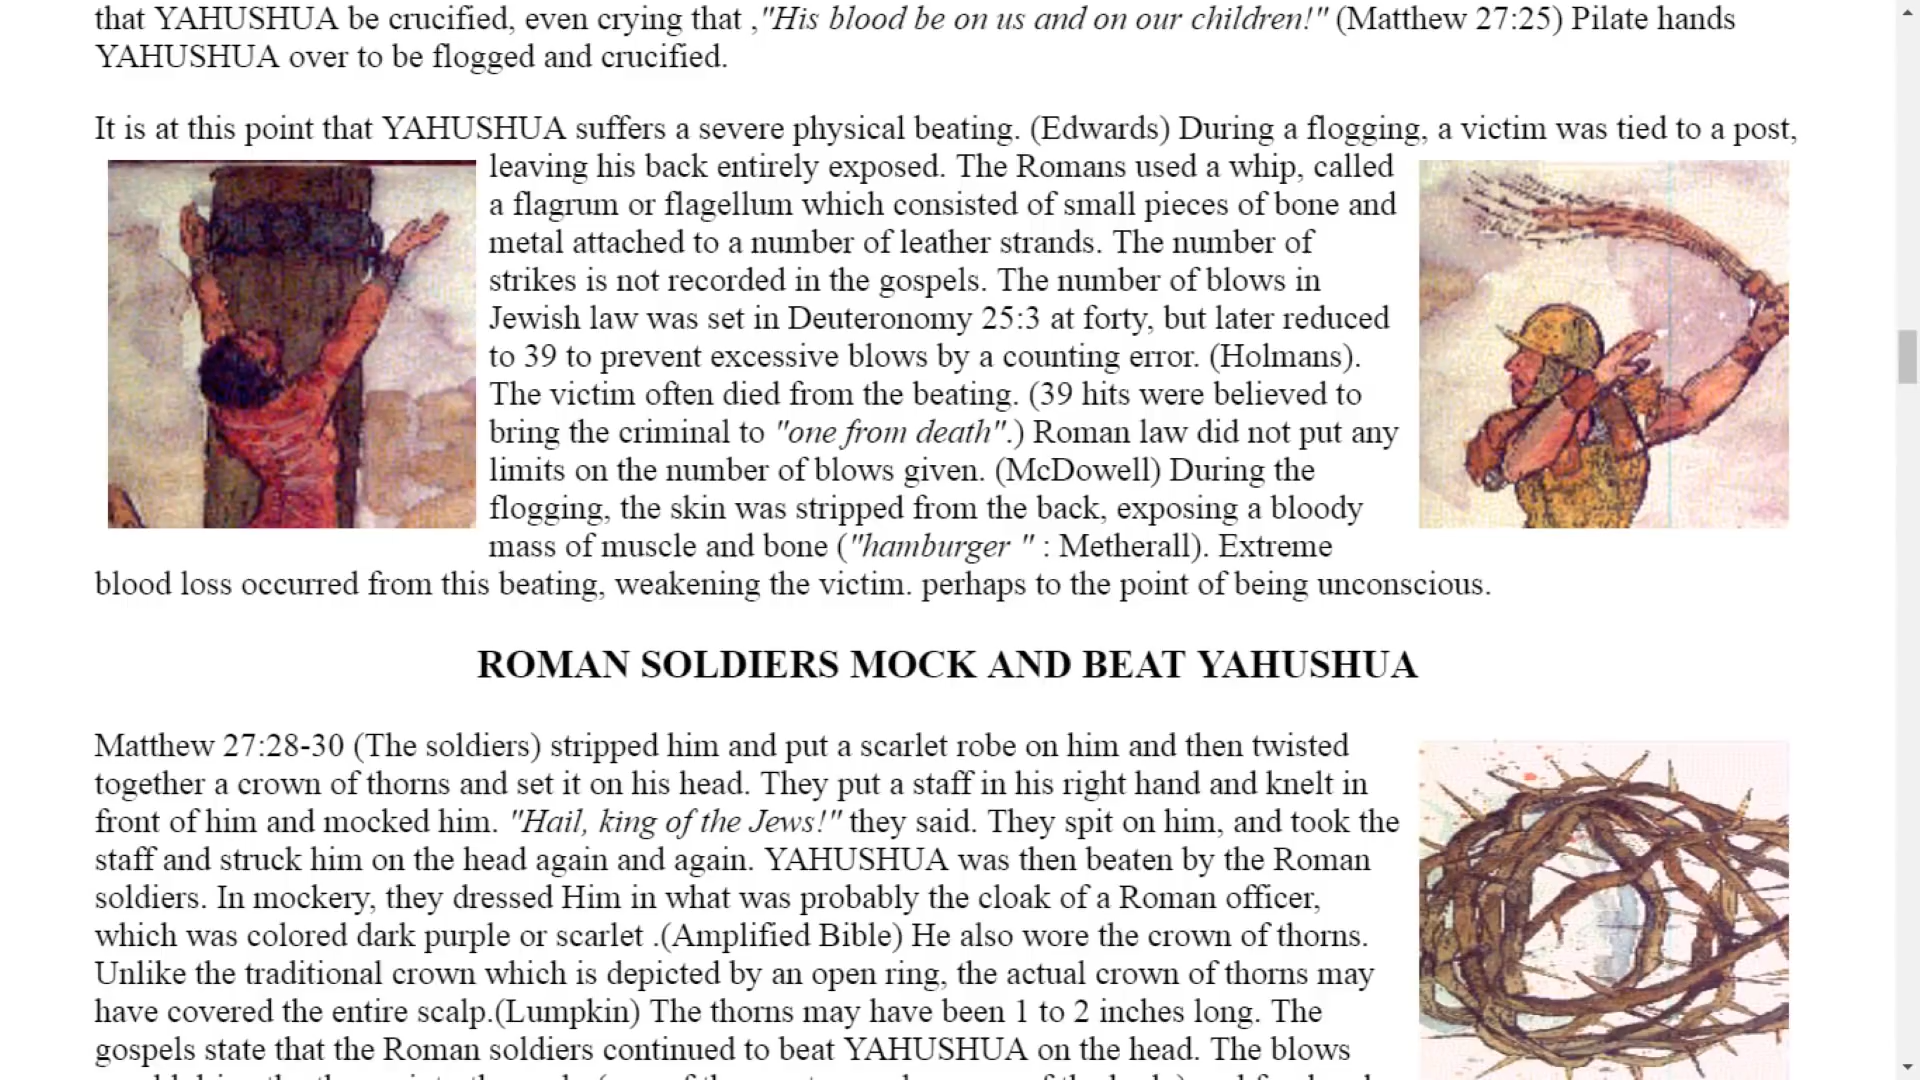 that YAHUSHUA be crucified, even crying that ,"His blood be on us and on our children!" (Matthew 27:25) Pilate hands
YAHUSHUA over to be flogged and crucified.
It is at this point that YAHUSHUA suffers a severe physical beating. (Edwards) During a flogging, a victim was tied to a post,
leaving his back entirely exposed. The Romans used a whip, called
a flagrum or flagellum which consisted of small pieces of bone and
metal attached to a number of leather strands. The number of
strikes is not recorded in the gospels. The number of blows in
Jewish law was set in Deuteronomy 25:3 at forty, but later reduced
to 39 to prevent excessive blows by a counting error. (Holmans).
The victim often died from the beating. (39 hits were believed to
bring the criminal to "one from death".) Roman law did not put any
limits on the number of blows given. (McDowell) During the
flogging, the skin was stripped from the back, exposing a bloody
mass of muscle and bone ("hamburger " : Metherall). Extreme
blood loss occurred from this beating, weakening the victim. perhaps to the point of being unconscious.
ROMAN SOLDIERS MOCK AND BEAT YAHUSHUA
Matthew 27:28-30 (The soldiers) stripped him and put a scarlet robe on him and then twisted
together a crown of thorns and set it on his head. They put a staff in his right hand and knelt in
front of him and mocked him. "Hail, king of the Jews!" they said. They spit on him, and took the
staff and struck him on the head again and again. YAHUSHUA was then beaten by the Roman
soldiers. In mockery, they dressed Him in what was probably the cloak of a Roman officer,
which was colored dark purple or scarlet .(Amplified Bible) He also wore the crown of thorns.
Unlike the traditional crown which is depicted by an open ring, the actual crown of thorns may
have covered the entire scalp.(Lumpkin) The thorns may have been 1 to 2 inches long. The
gospels state that the Roman soldiers continued to beat YAHUSHUA on the head. The blows